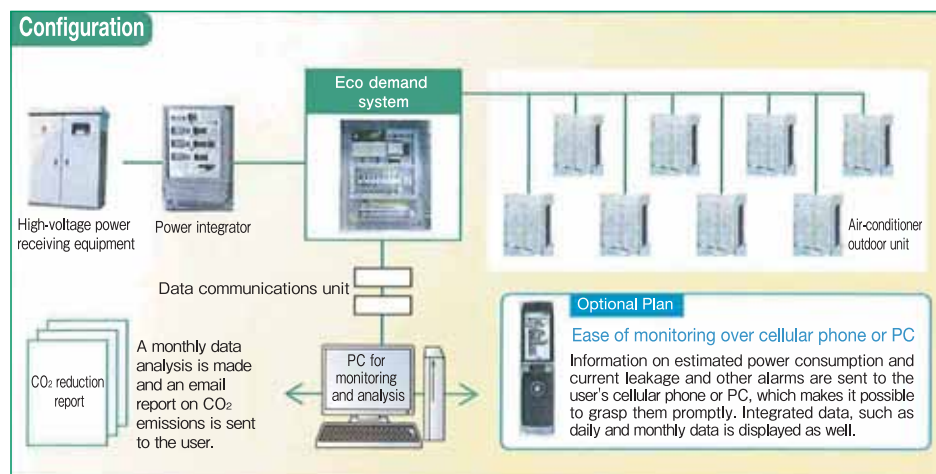 Configuration
Eco demand
system
High-voltage power
receiving equipment
Power integrator
Air-conditioner
outdoor unit
Data communications unit
CO₂ reduction
report
A monthly data
analysis is made
and an email
report on CO₂
emissions is sent
to the user.
PC for
monitoring
and analysis
Optional Plan
Ease of monitoring over cellular phone or PC
Information on estimated power consumption and
current leakage and other alarms are sent to the
user's cellular phone or PC, which makes it possible
to grasp them promptly. Integrated data, such as
daily and monthly data is displayed as well.